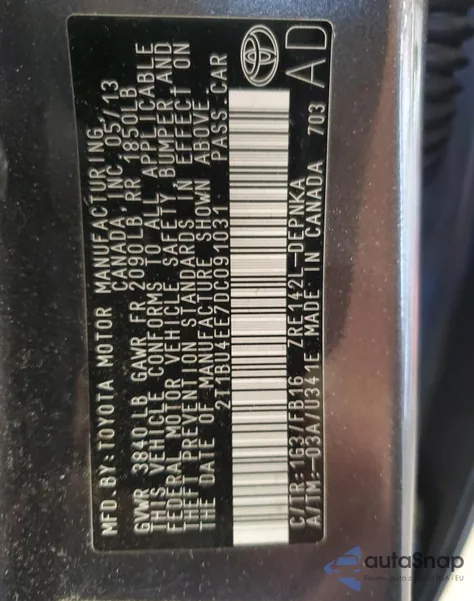 MFD. BY: TOYOTA MOTOR MANUFACTURING
CANADA, INC. 05/13
GVWR 3840 LB GAWR FR 2090LB RR 1850LB
THIS VEHICLE CONFORMS TO ALL APPLICABLE
FEDERAL MOTOR VEHICLE SAFETY, BUMPER AND
THEFT PREVENTION STANDARDS IN EFFECT ON
THE DATE OF MANUFACTURE SHOWN ABOVE.
2T1BU4EE7DC091031 PASS.CAR
C/TR:1G3/FB16 ZRE142L-DEPNKA
A/TM:-03A/U341E MADE IN CANADA 703
AD
autaSnap